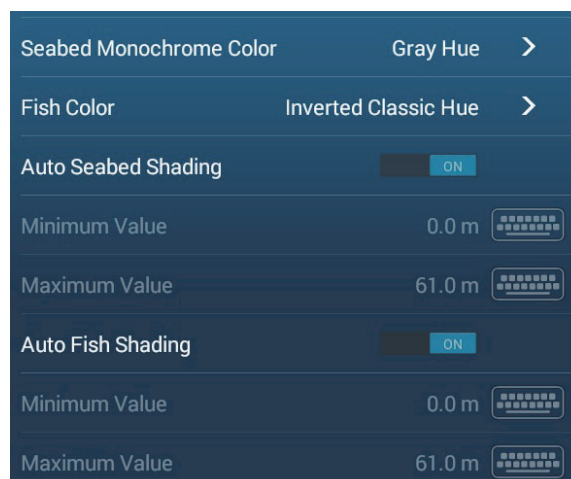 Seabed Monochrome Color Gray Hue >
Fish Color Inverted Classic Hue >
Auto Seabed Shading ON
Minimum Value 0.0 m
Maximum Value 61.0 m
Auto Fish Shading ON
Minimum Value 0.0 m
Maximum Value 61.0 m